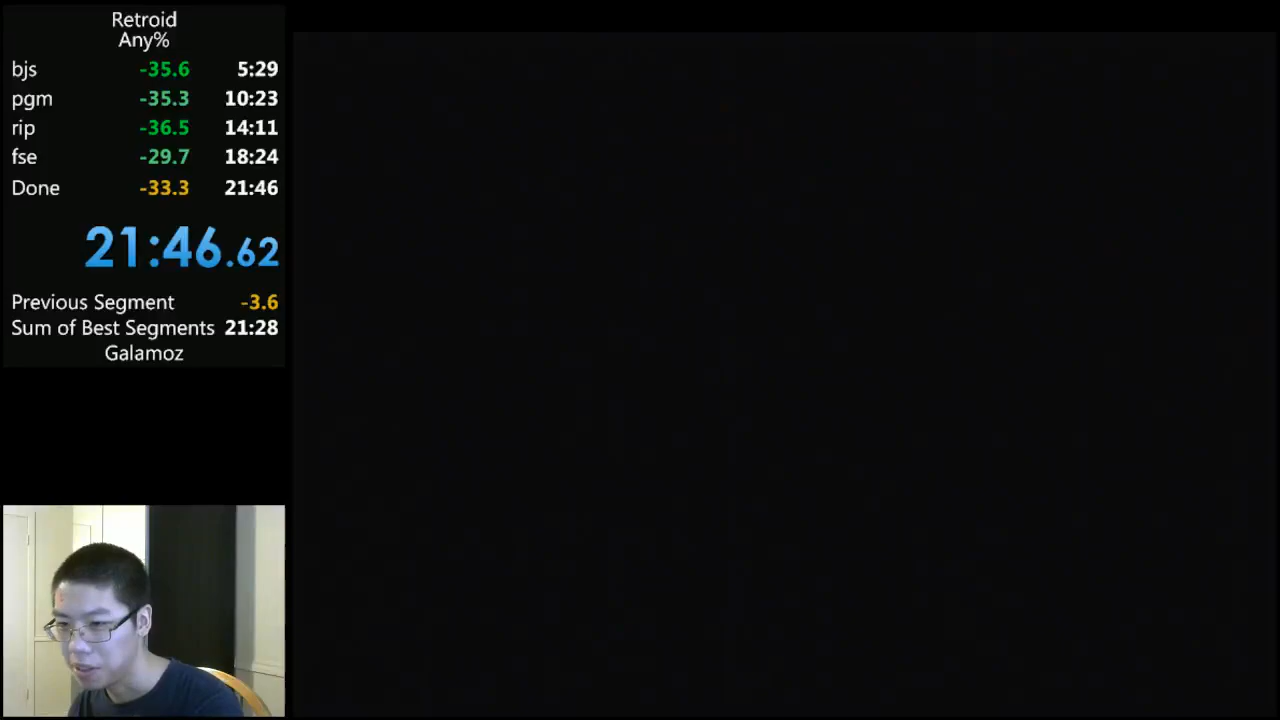 Retroid
Any%
bjs -35.6 5:29
pgm -35.3 10:23
rip -36.5 14:11
fse -29.7 18:24
Done -33.3 21:46
21:46.62
Previous Segment -3.6
Sum of Best Segments 21:28
Galamoz